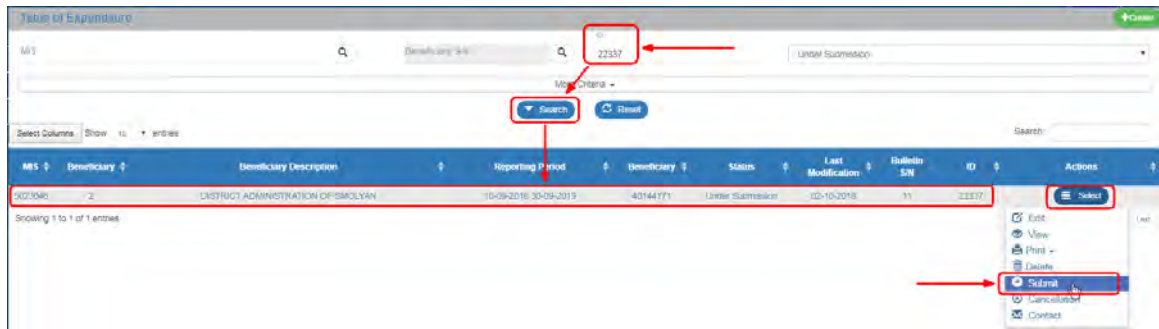 Table of Expenditure
Create
MIS
Beneficiary S/N
ID
22337
Under Submission
More Criteria
Search
Reset
Select Columns Show 10 entries
Search:
MIS Beneficiary Beneficiary Description Reporting Period Beneficiary Status Last Modification Bulletin S/N ID Actions
5023046 2 DISTRICT ADMINISTRATION OF SMOLYAN 10-09-2018 30-09-2019 40144171 Under Submission 02-10-2018 11 22337 Select
Showing 1 to 1 of 1 entries
Last
Edit
View
Print
Delete
Submit
Cancellation
Contact